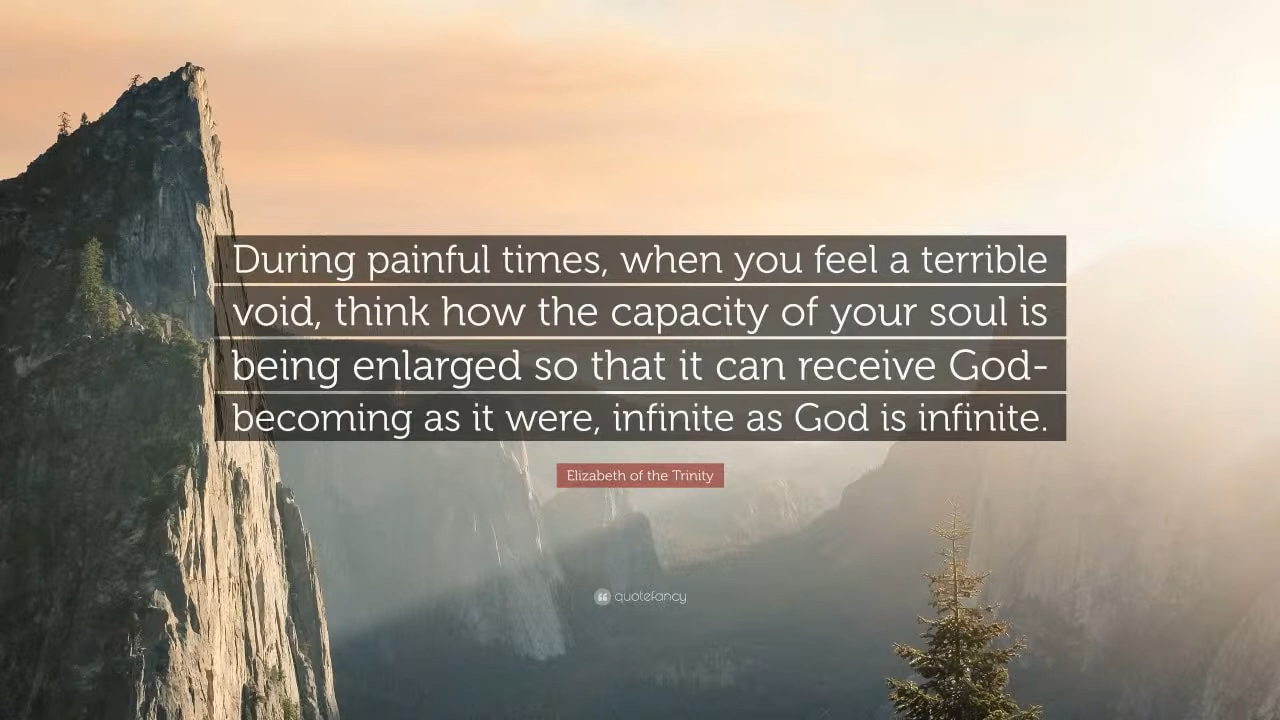 During painful times, when you feel a terrible
void, think how the capacity of your soul is
being enlarged so that it can receive God-
becoming as it were, infinite as God is infinite.
Elizabeth of the Trinity
quotefancy